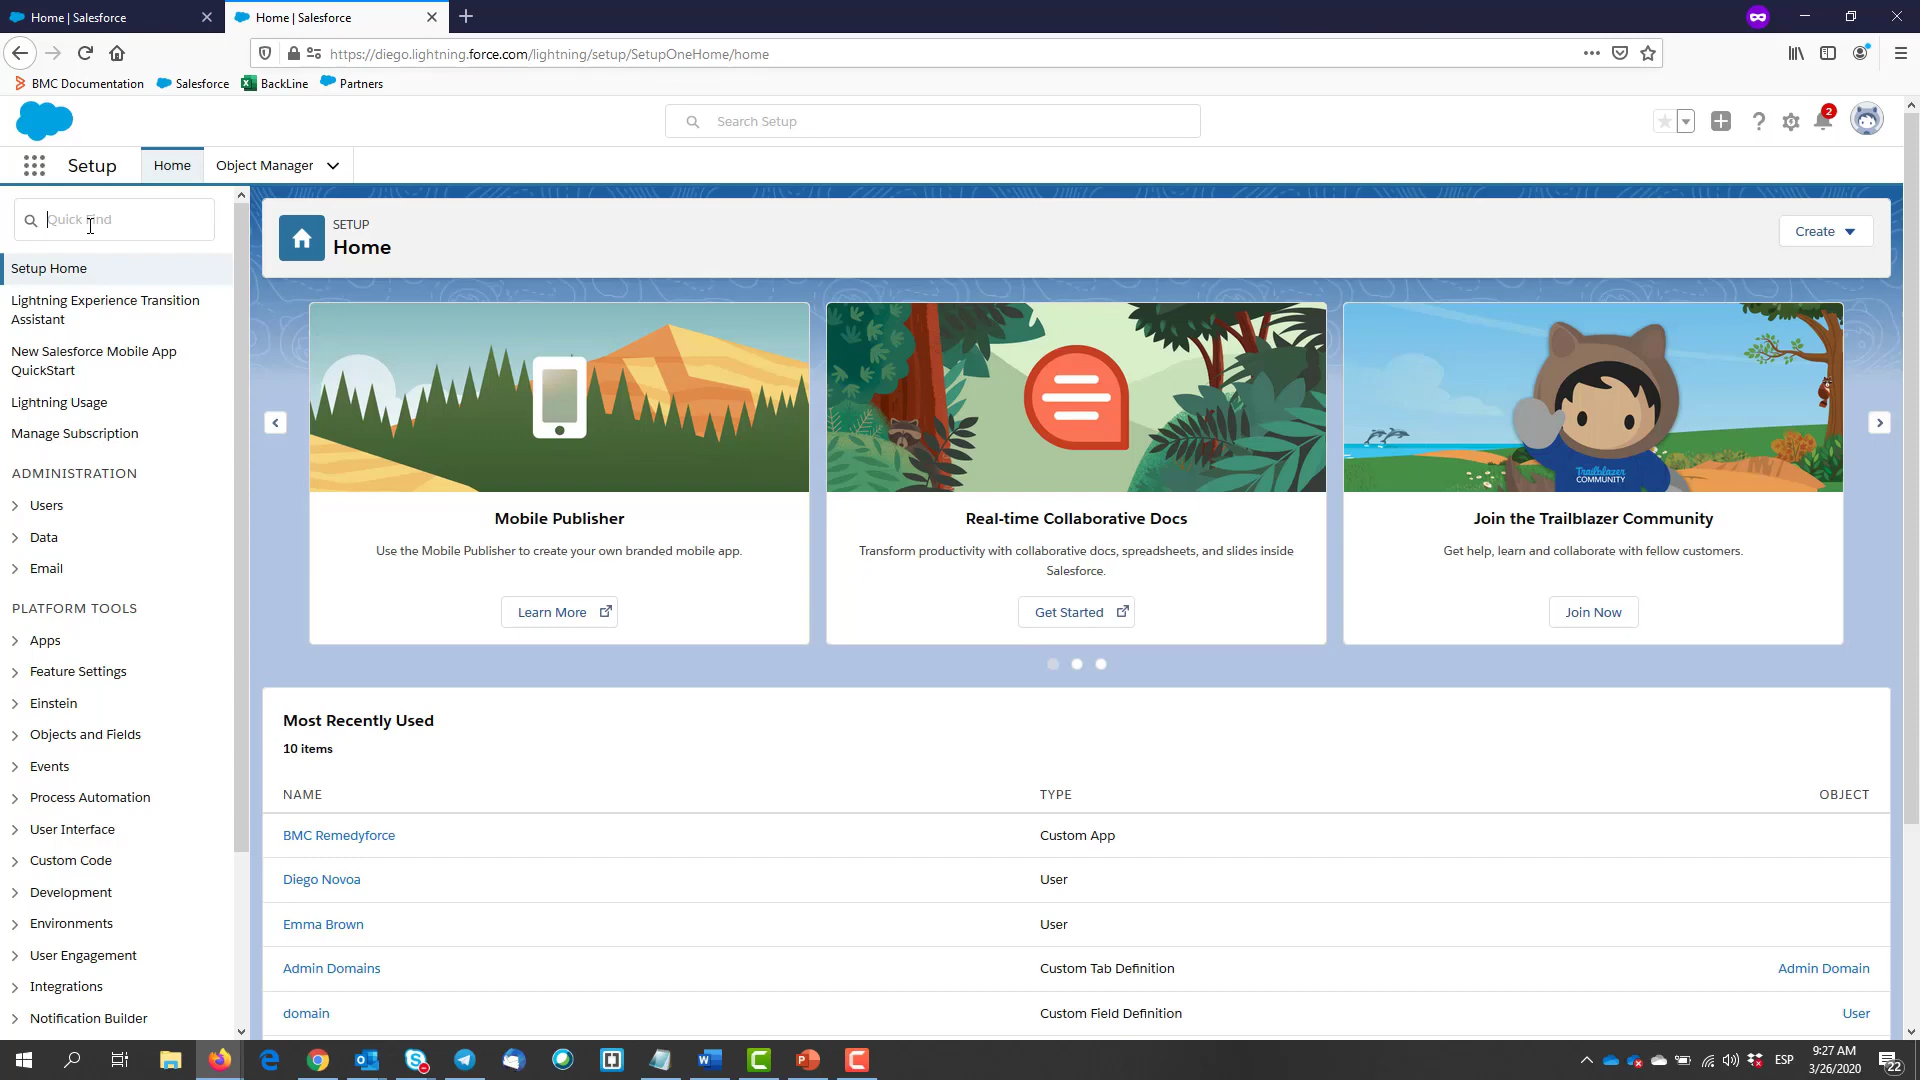 Home | Salesforce
Home | Salesforce
https://diego.lightning.force.com/lightning/setup/SetupOneHome/home
BMC Documentation
Salesforce
BackLine
Partners
Search Setup
2
Setup
Home
Object Manager
Quick Find
Setup Home
Lightning Experience Transition
Assistant
New Salesforce Mobile App
QuickStart
Lightning Usage
Manage Subscription
ADMINISTRATION
Users
Data
Email
PLATFORM TOOLS
Apps
Feature Settings
Einstein
Objects and Fields
Events
Process Automation
User Interface
Custom Code
Development
Environments
User Engagement
Integrations
Notification Builder
SETUP
Home
Create
Mobile Publisher
Use the Mobile Publisher to create your own branded mobile app.
Learn More
Real-time Collaborative Docs
Transform productivity with collaborative docs, spreadsheets, and slides inside
Salesforce.
Get Started
Trailblazer
COMMUNITY
Join the Trailblazer Community
Get help, learn and collaborate with fellow customers.
Join Now
Most Recently Used
10 items
NAME TYPE OBJECT
BMC Remedyforce Custom App
Diego Novoa User
Emma Brown User
Admin Domains Custom Tab Definition Admin Domain
domain Custom Field Definition User
ESP
9:27 AM
3/26/2020
22